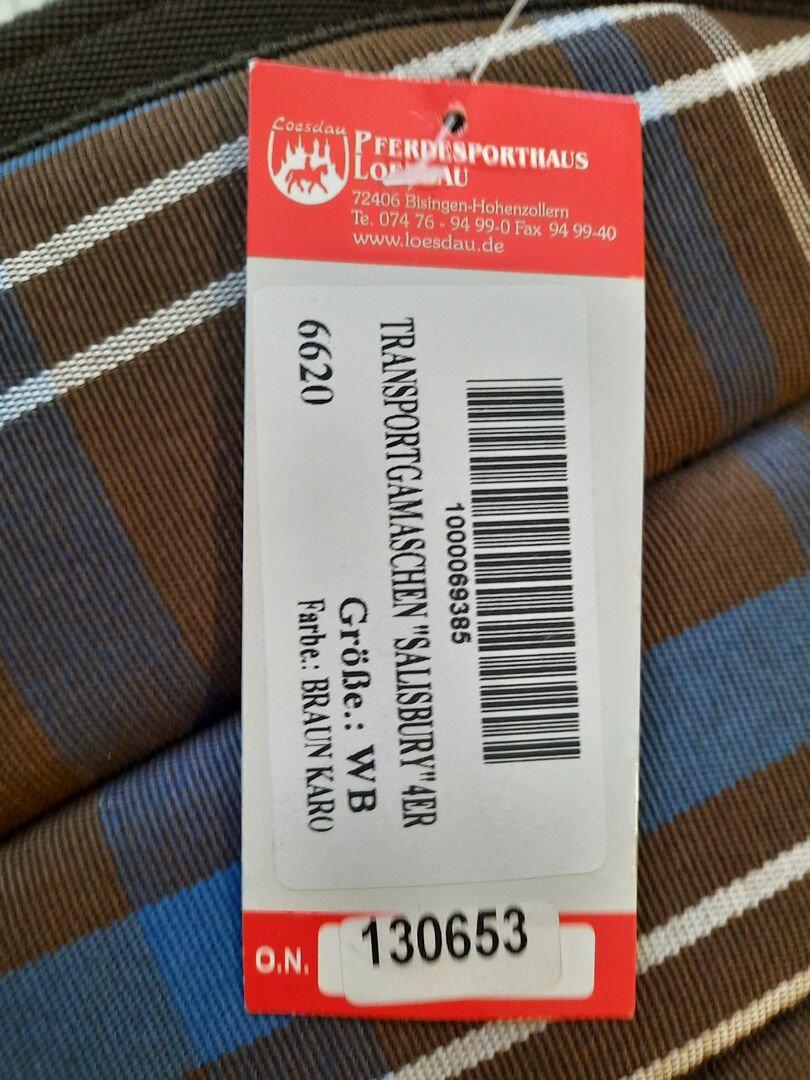 Loesdau
PFERDESPORTHAUS
LOESDAU
72406 Bisingen-Hohenzollern
Te. 074 76 - 94 99-0 Fax 94 99-40
www.loesdau.de
1000069385
TRANSPORTGAMASCHEN "SALISBURY" 4ER
Größe.: WB
6620 Farbe.: BRAUN KARO
O.N. 130653